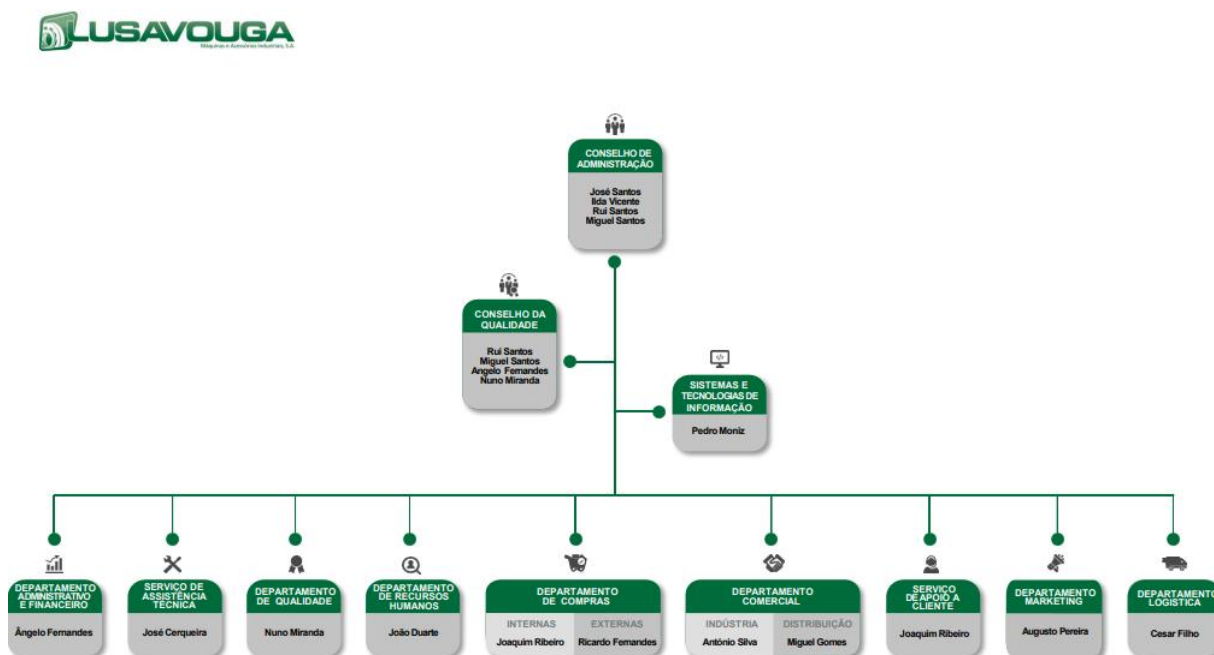 LUSAVOUGA
Máquinas e Acessórios Industriais, S.A.
CONSELHO DE
ADMINISTRAÇÃO
José Santos
Ilda Vicente
Rui Santos
Miguel Santos
CONSELHO DA
QUALIDADE
Rui Santos
Miguel Santos
Angelo Fernandes
Nuno Miranda
SISTEMAS E
TECNOLOGIAS DE
INFORMAÇÃO
Pedro Moniz
DEPARTAMENTO
ADMINISTRATIVO
E FINANCEIRO
Ângelo Fernandes
SERVIÇO DE
ASSISTÊNCIA
TÉCNICA
José Cerqueira
DEPARTAMENTO
DE QUALIDADE
Nuno Miranda
DEPARTAMENTO
DE RECURSOS
HUMANOS
João Duarte
DEPARTAMENTO
DE COMPRAS
INTERNAS
Joaquim Ribeiro
EXTERNAS
Ricardo Fernandes
DEPARTAMENTO
COMERCIAL
INDÚSTRIA
António Silva
DISTRIBUIÇÃO
Miguel Gomes
SERVIÇO
DE APOIO A
CLIENTE
Joaquim Ribeiro
DEPARTAMENTO
MARKETING
Augusto Pereira
DEPARTAMENTO
LOGISTICA
Cesar Filho